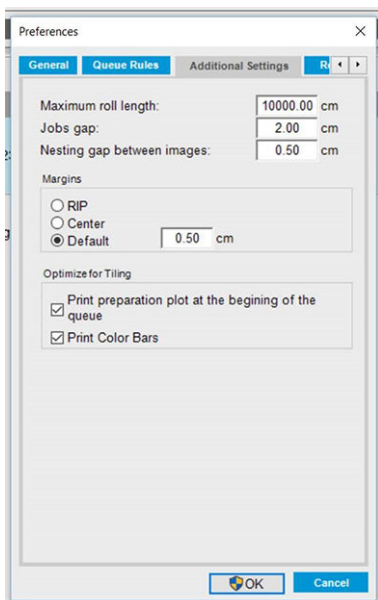 Preferences
General Queue Rules Additional Settings R
Maximum roll length: 10000.00 cm
Jobs gap: 2.00 cm
Nesting gap between images: 0.50 cm
Margins
RIP
Center
Default 0.50 cm
Optimize for Tiling
Print preparation plot at the begining of the
queue
Print Color Bars
OK Cancel